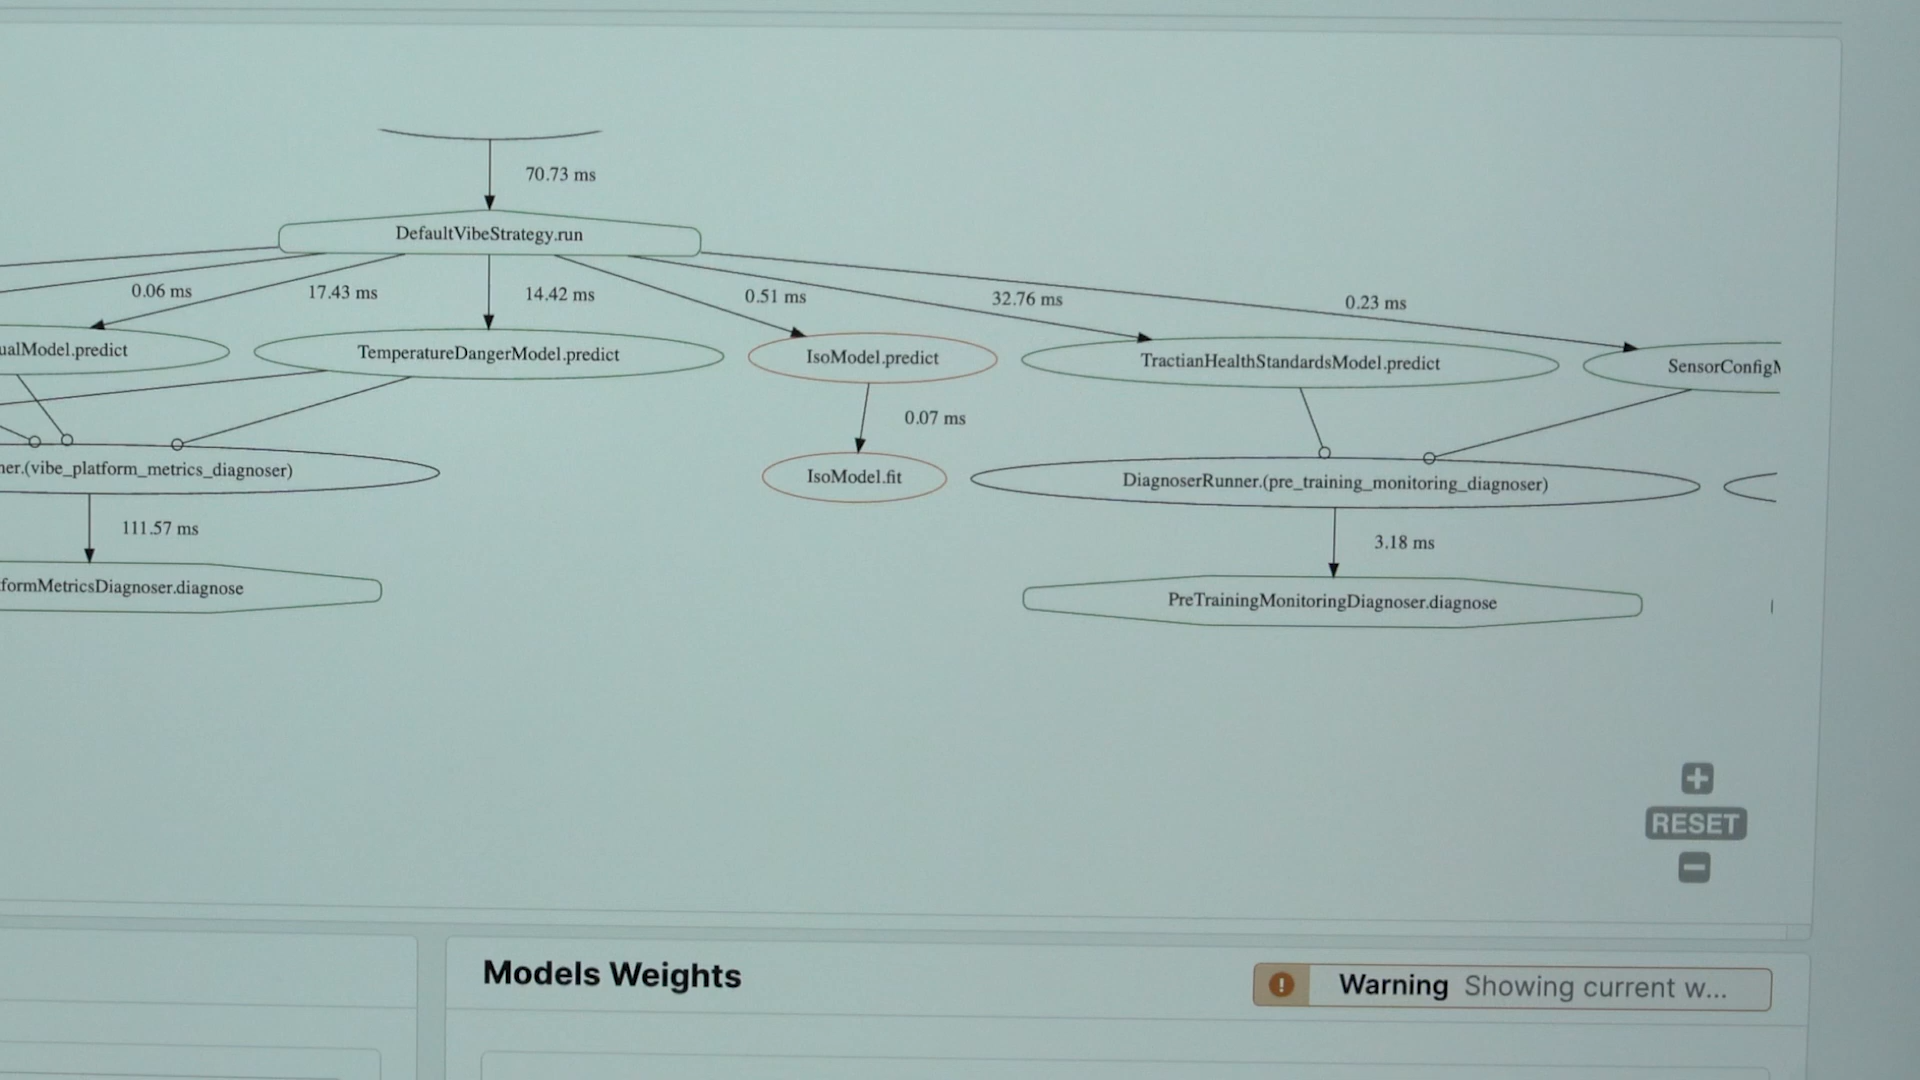 70.73 ms
DefaultVibeStrategy.run
0.06 ms
17.43 ms
14.42 ms
0.51 ms
32.76 ms
0.23 ms
ualModel.predict
TemperatureDangerModel.predict
IsoModel.predict
TractianHealthStandardsModel.predict
SensorConfigM
0.07 ms
ner.(vibe_platform_metrics_diagnoser)
IsoModel.fit
DiagnoserRunner.(pre_training_monitoring_diagnoser)
111.57 ms
3.18 ms
formMetricsDiagnoser.diagnose
PreTrainingMonitoringDiagnoser.diagnose
RESET
Models Weights
Warning Showing current w...